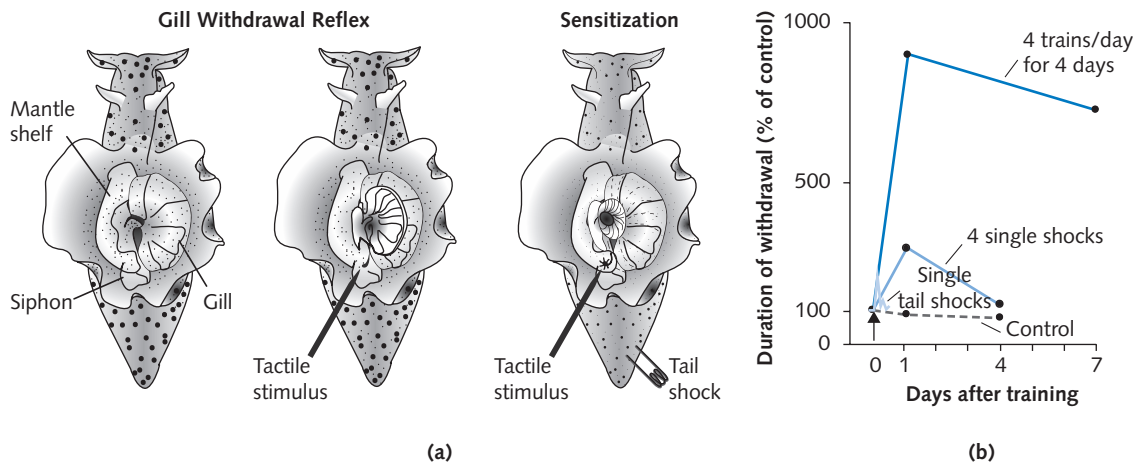 Gill Withdrawal Reflex
Sensitization
Mantle
shelf
Siphon
Gill
Tactile
stimulus
Tactile
stimulus
Tail
shock
(a)
Duration of withdrawal (% of control)
1000
500
100
0
4 trains/day
for 4 days
4 single shocks
Single
tail shocks
Control
0
1
4
7
Days after training
(b)